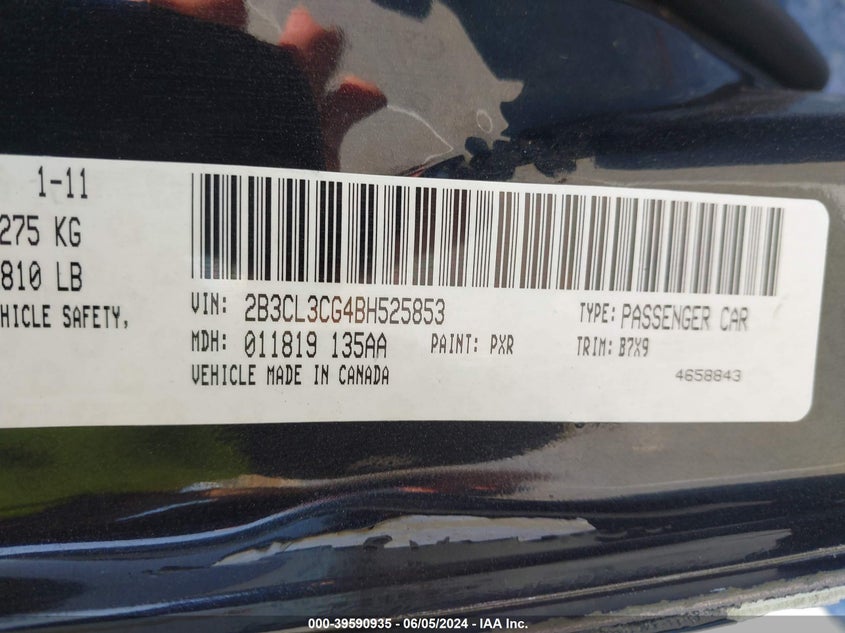 1-11
275 KG
810 LB
HICLE SAFETY,
VIN: 2B3CL3CG4BH525853
TYPE: PASSENGER CAR
MDH: 011819 135AA
PAINT: PXR
TRIM: B7X9
VEHICLE MADE IN CANADA
4658843
000-39590935 - 06/05/2024 - IAA Inc.